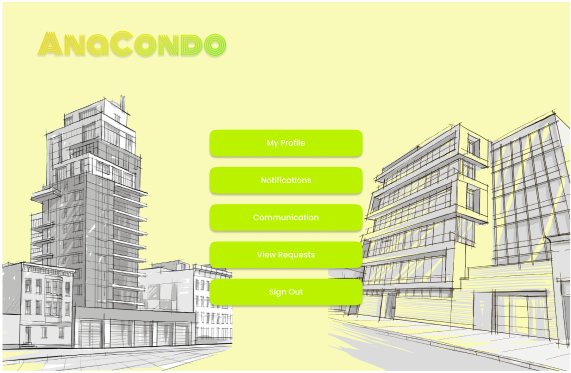 AnaConDo
My Profile
Notifications
Communication
View Requests
Sign Out